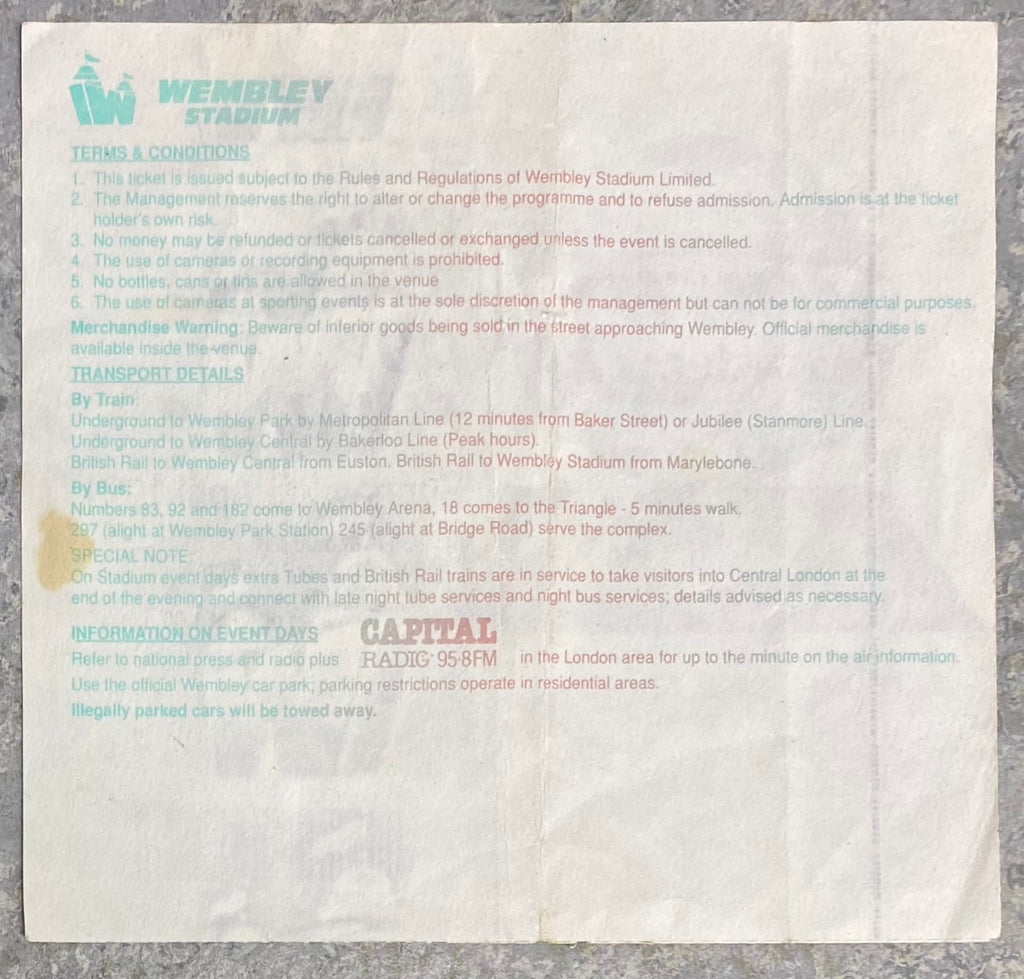 WEMBLEY
STADIUM
TERMS & CONDITIONS
1. This ticket is issued subject to the Rules and Regulations of Wembley Stadium Limited.
2. The Management reserves the right to alter or change the programme and to refuse admission. Admission is at the ticket
holder's own risk.
3. No money may be refunded or tickets cancelled or exchanged unless the event is cancelled.
4. The use of cameras or recording equipment is prohibited.
5. No bottles, cans or tins are allowed in the venue
6. The use of cameras at sporting events is at the sole discretion of the management but can not be for commercial purposes.
Merchandise Warning: Beware of inferior goods being sold in the street approaching Wembley. Official merchandise is
available inside the venue.
TRANSPORT DETAILS
By Train:
Underground to Wembley Park by Metropolitan Line (12 minutes from Baker Street) or Jubilee (Stanmore) Line.
Underground to Wembley Central by Bakerloo Line (Peak hours).
British Rail to Wembley Central from Euston. British Rail to Wembley Stadium from Marylebone.
By Bus:
Numbers 83, 92 and 182 come to Wembley Arena, 18 comes to the Triangle - 5 minutes walk.
297 (alight at Wembley Park Station) 245 (alight at Bridge Road) serve the complex.
SPECIAL NOTE:
On Stadium event days extra Tubes and British Rail trains are in service to take visitors into Central London at the
end of the evening and connect with late night tube services and night bus services; details advised as necessary.
INFORMATION ON EVENT DAYS CAPITAL
Refer to national press and radio plus RADIO 95·8FM in the London area for up to the minute on the air information.
Use the official Wembley car park; parking restrictions operate in residential areas.
Illegally parked cars will be towed away.